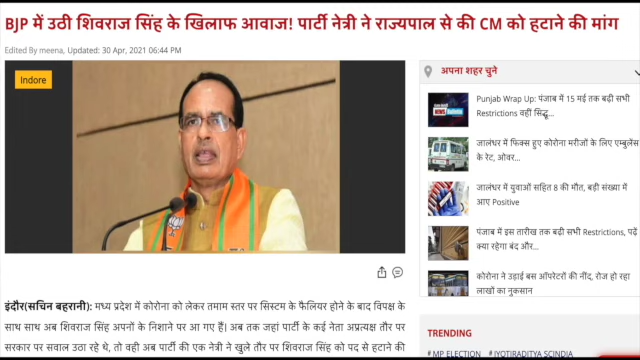 BJP में उठी शिवराज सिंह के खिलाफ आवाज! पार्टी नेत्री ने राज्यपाल से की CM को हटाने की मांग
Edited By meena, Updated: 30 Apr, 2021 06:44 PM
Indore
इंदौर(सचिन बहरानी): मध्य प्रदेश में कोरोना को लेकर तमाम स्तर पर सिस्टम के फैलियर होने के बाद विपक्ष के
साथ साथ अब शिवराज सिंह अपनों के निशाने पर आ गए हैं। अब तक जहां पार्टी के कई नेता अप्रत्यक्ष तौर पर
सरकार पर सवाल उठा रहे थे, तो वही अब पार्टी की एक नेत्री ने खुले तौर पर शिवराज सिंह को पद से हटाने की
अपना शहर चुने
Punjab Wrap Up: पंजाब में 15 मई तक बढ़ी सभी
Restrictions वहीं सिद्धू...
जालंधर में फिक्स हुए कोरोना मरीजों के लिए एम्बुलेंस
के रेट, ओवर...
जालंधर में युवाओं सहित 8 की मौत, बड़ी संख्या में
आए Positive
पंजाब में इस तारीख तक बढ़ी सभी Restrictions, पढ़ें
क्या रहेगा बंद और...
कोरोना ने उड़ाई बस ऑपरेटरों की नींद, रोज हो रहा
लाखों का नुकसान
TRENDING
# MP ELECTION # JYOTIRADITYA SCINDIA